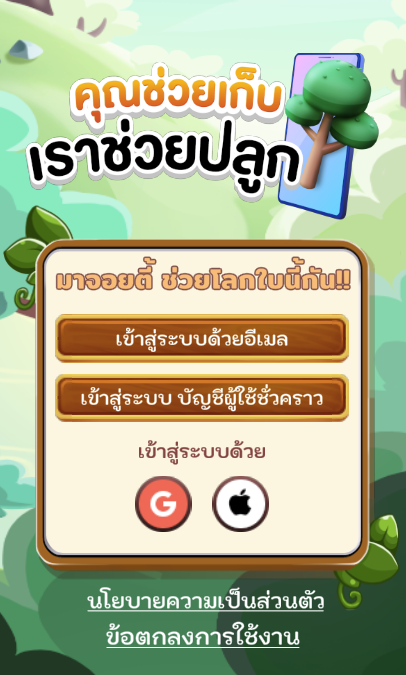 คุณช่วยเก็บ
เราช่วยปลูก
มาจอยตี้ ช่วยโลกใบนี้กัน!!
เข้าสู่ระบบด้วยอีเมล
เข้าสู่ระบบ บัญชีผู้ใช้ชั่วคราว
เข้าสู่ระบบด้วย
G
นโยบายความเป็นส่วนตัว
ข้อตกลงการใช้งาน